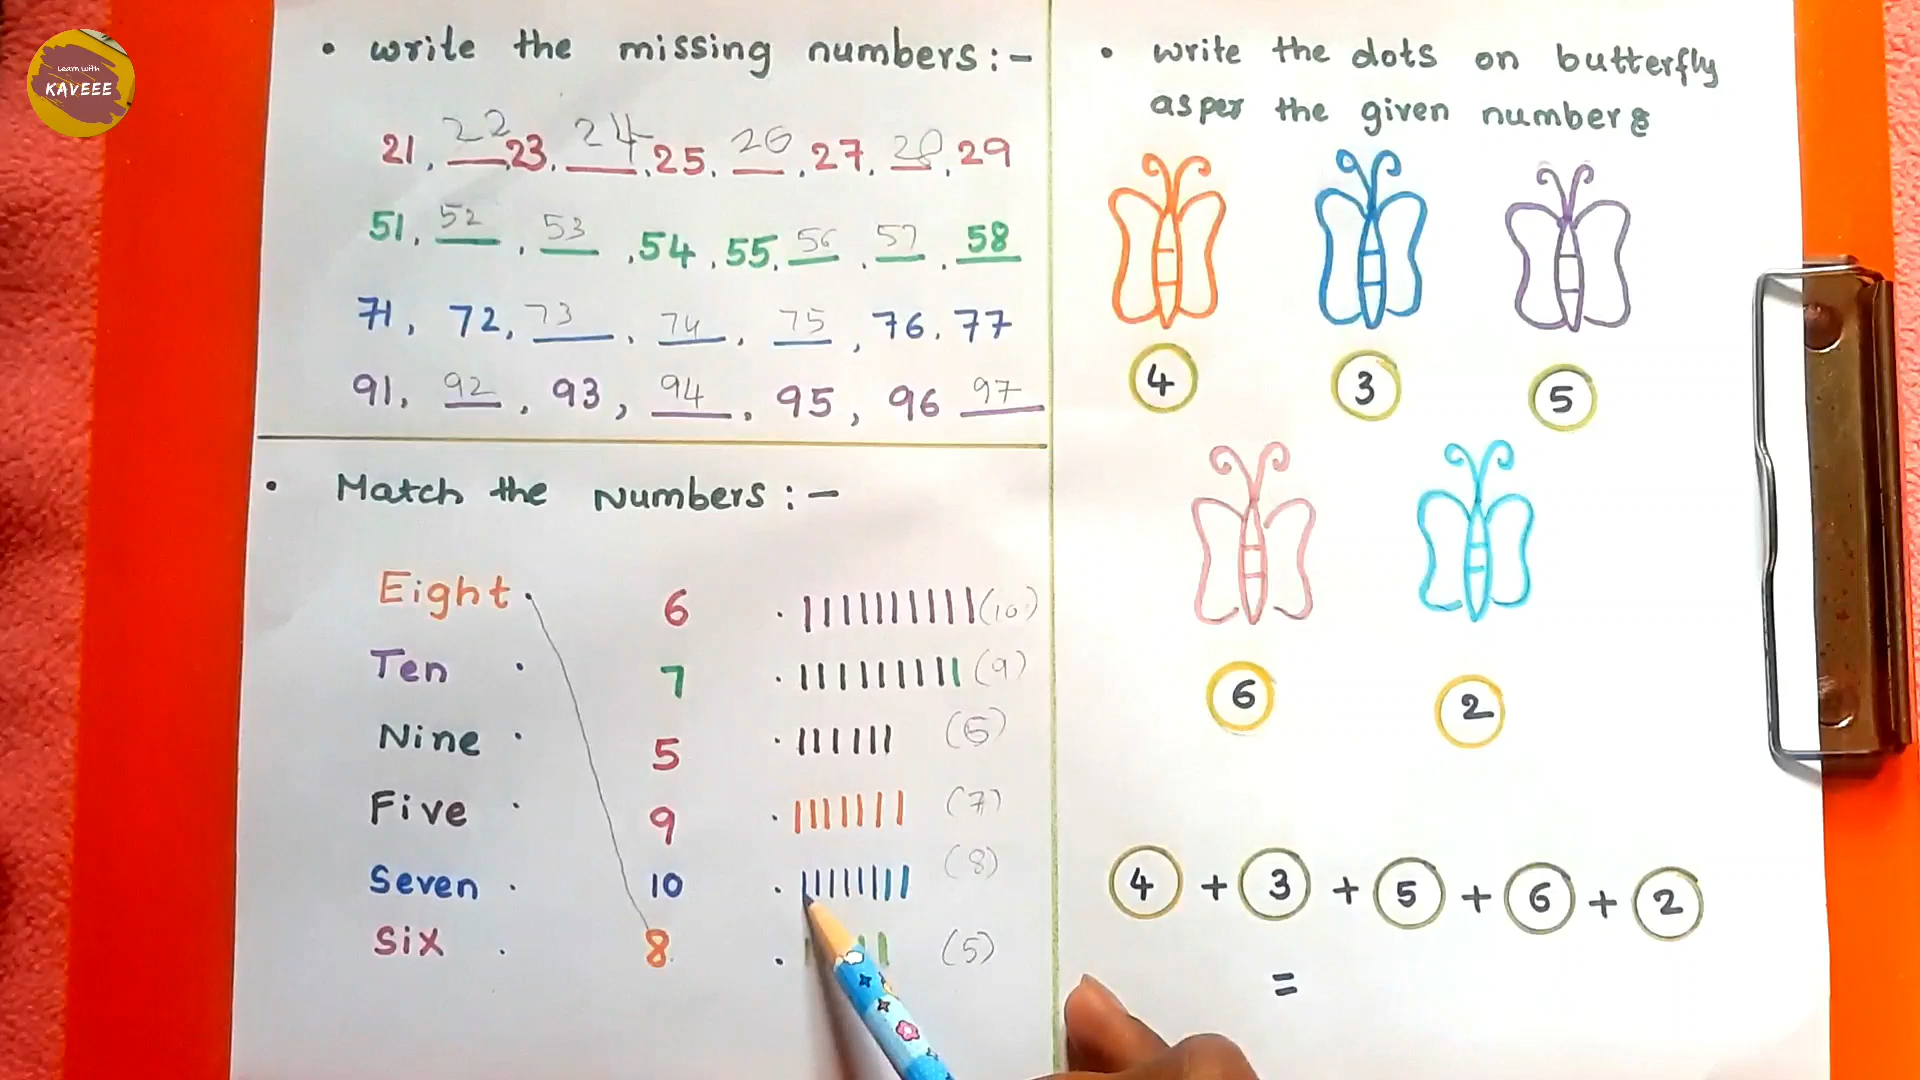 Learn with
KAVEEE
• Write the missing numbers:-
21, 22, 23, 24, 25, 26, 27, 28, 29
51, 52, 53, 54, 55, 56, 57, 58
71, 72, 73, 74, 75, 76, 77
91, 92, 93, 94, 95, 96 97
• Match the Numbers:-
Eight . 6 . (10)
Ten . 7 . (9)
Nine . 5 . (6)
Five . 9 . (7)
Seven . 10 . (8)
Six . 8 . (5)
• Write the dots on butterfly
as per the given numbers
4 3 5
6 2
4 + 3 + 5 + 6 + 2
=